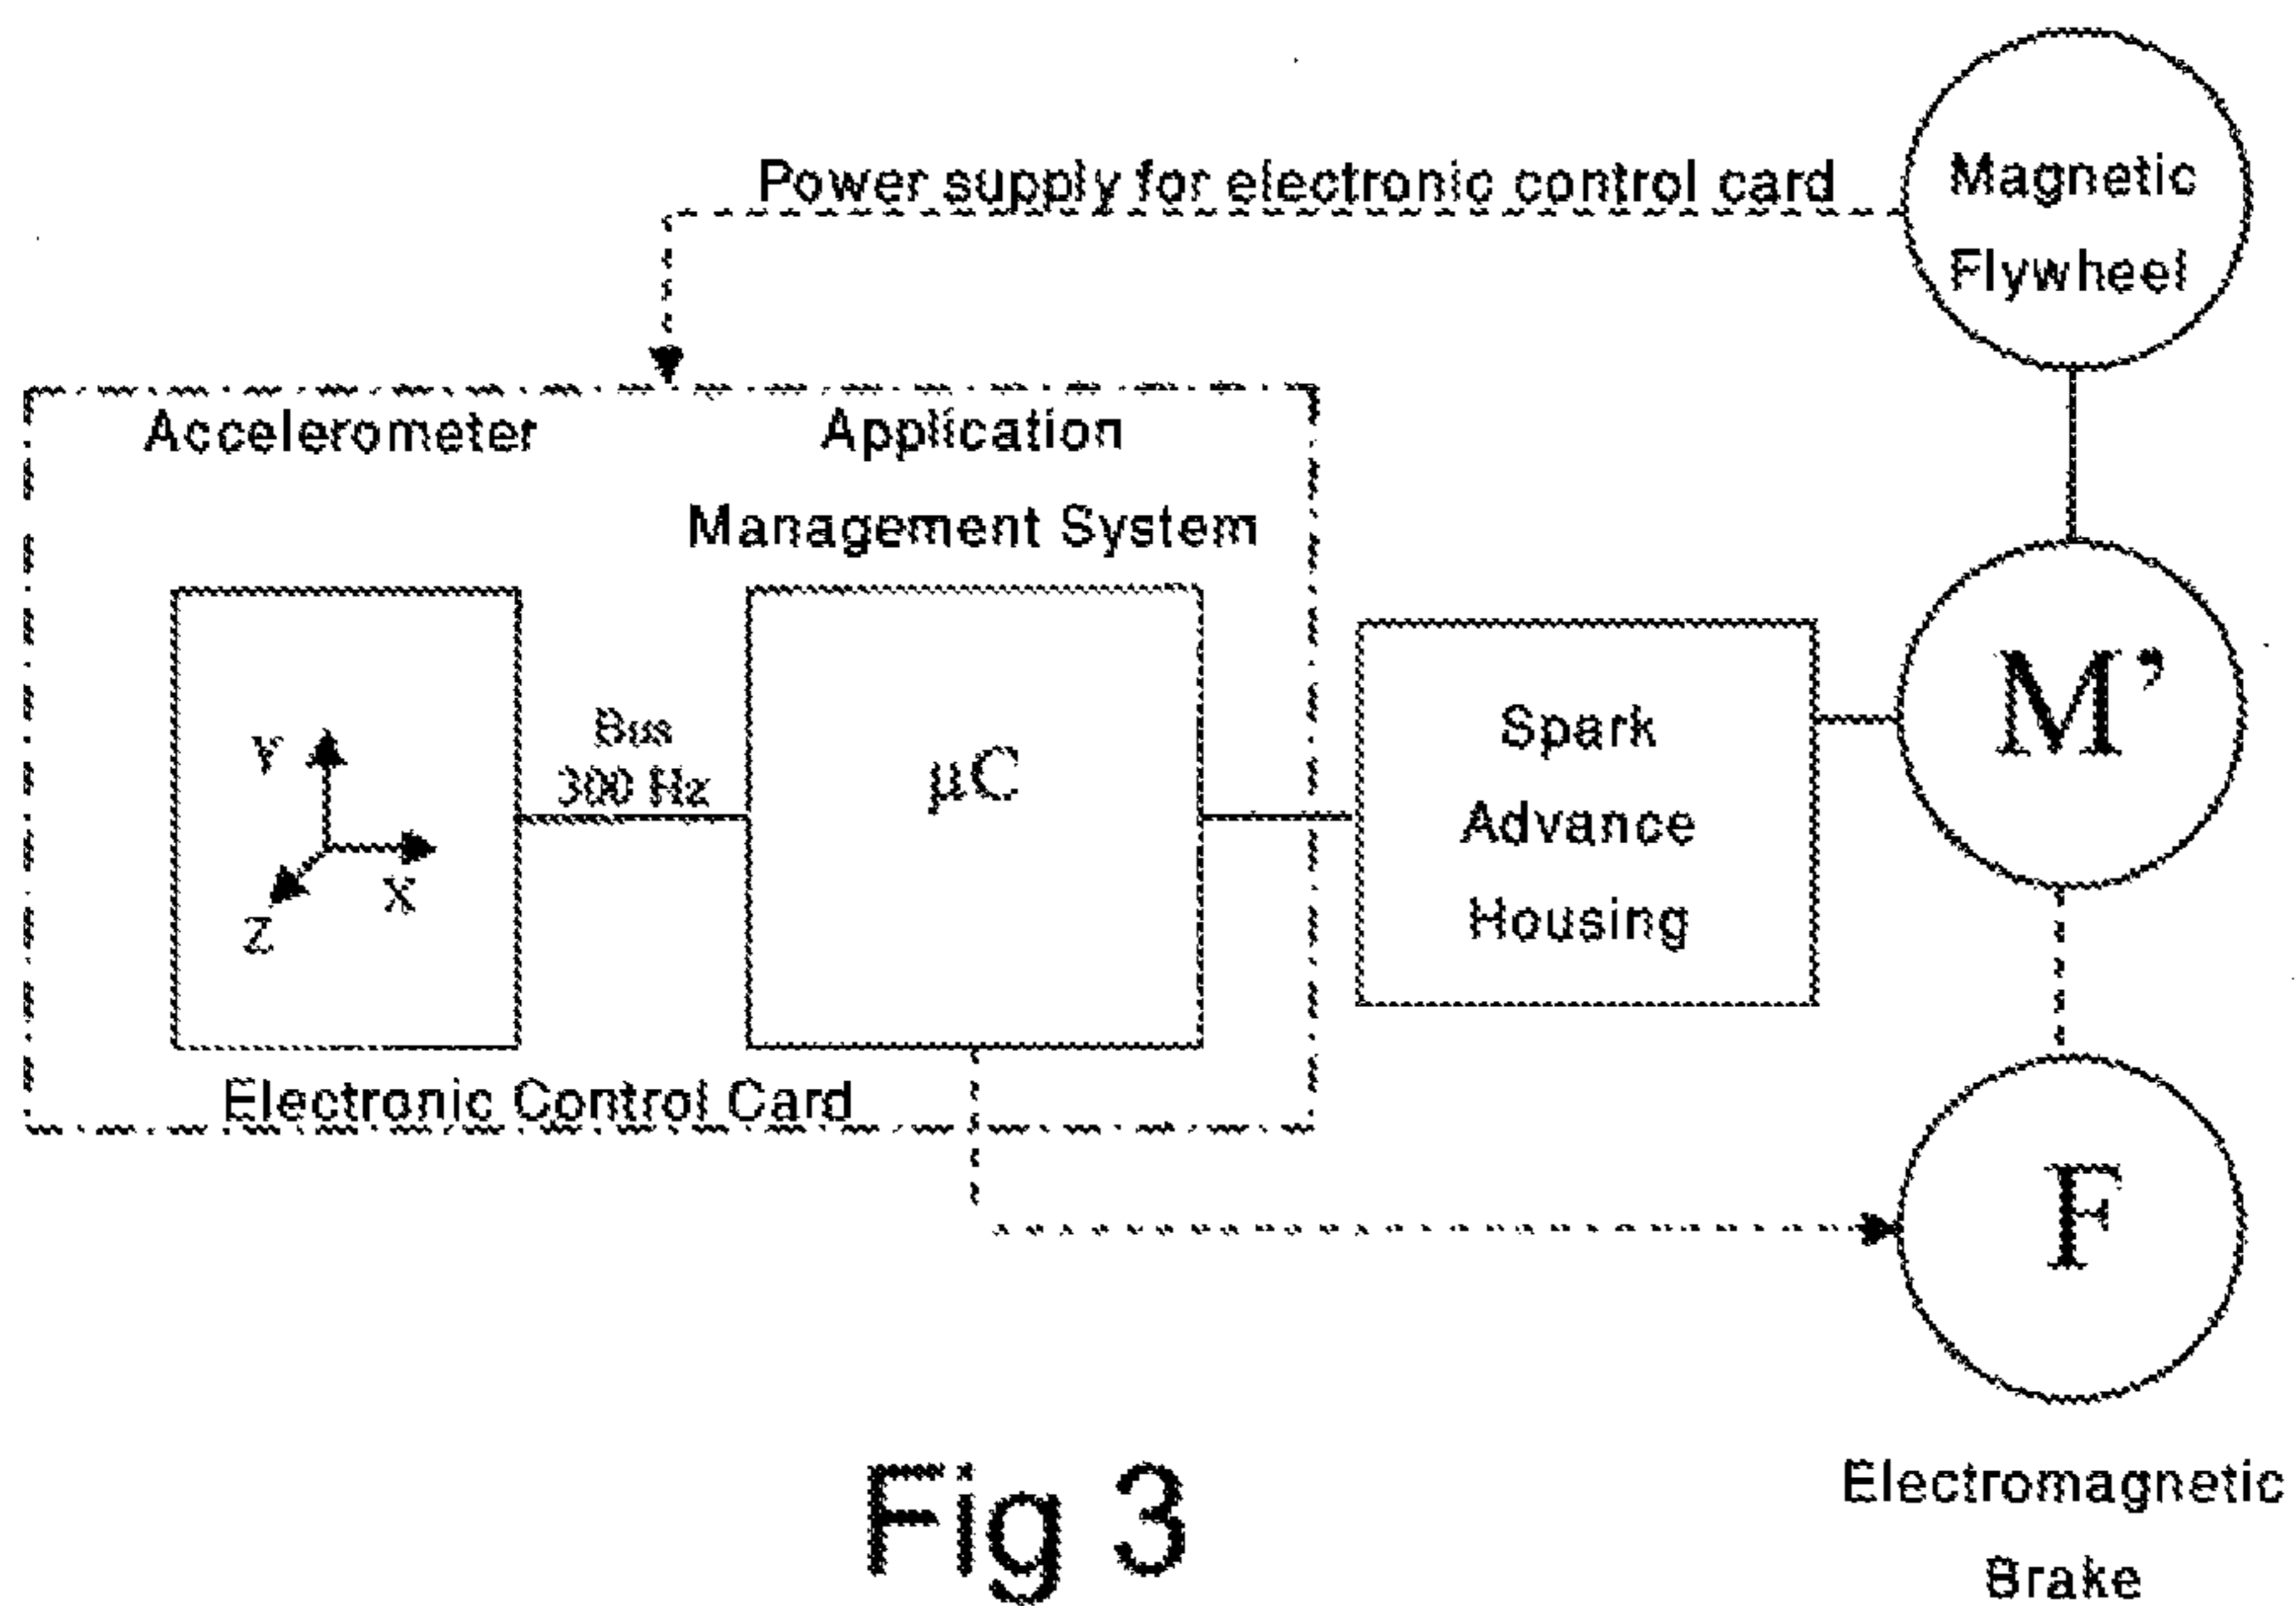 Power supply for electronic control card
Magnetic
Flywheel
Accelerometer
Application
Management System
Y
X
Z
Bus
300 Hz
µC
Spark
Advance
Housing
M’
Electronic Control Card
F
Electromagnetic
Brake
Fig 3